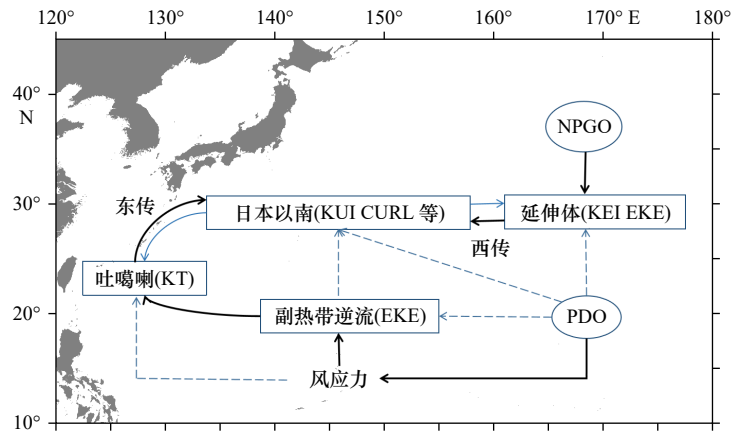 120° 130° 140° 150° 160° 170° E 180°
40°
N
NPGO
30°
东传
日本以南(KUI CURL 等)
延伸体(KEI EKE)
西传
吐噶喇(KT)
20°
副热带逆流(EKE)
PDO
风应力
10°